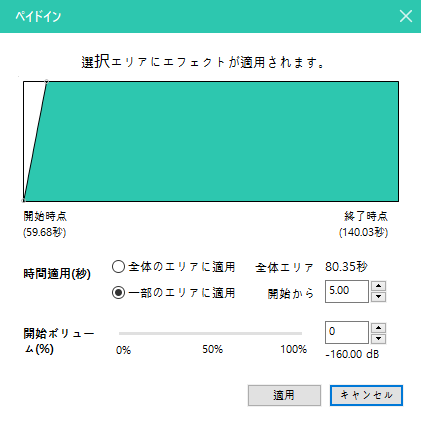 ペイドイン
選択エリアにエフェクトが適用されます。
開始時点
(59.68秒)
終了時点
(140.03秒)
時間適用(秒)
全体のエリアに適用
全体エリア
80.35秒
一部のエリアに適用
開始から
5.00
開始ボリュー
ム(%)
0%
50%
100%
0
-160.00 dB
適用
キャンセル